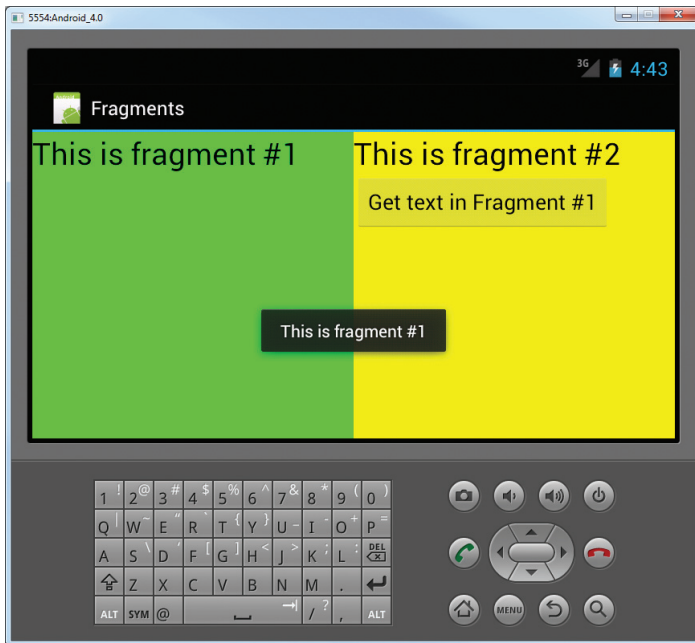 5554:Android_4.0
3G 4:43
Fragments
This is fragment #1
This is fragment #2
Get text in Fragment #1
This is fragment #1
1 ! 2 @ 3 # 4 $ 5 % 6 ^ 7 & 8 * 9 ( 0 )
Q | W ~ E " R ` T { Y } U _ I - O + P =
A S \ D ' F [ G ] H < J > K ; L : DEL
Z X C V B N M .
ALT SYM @ / ? , ALT
MENU